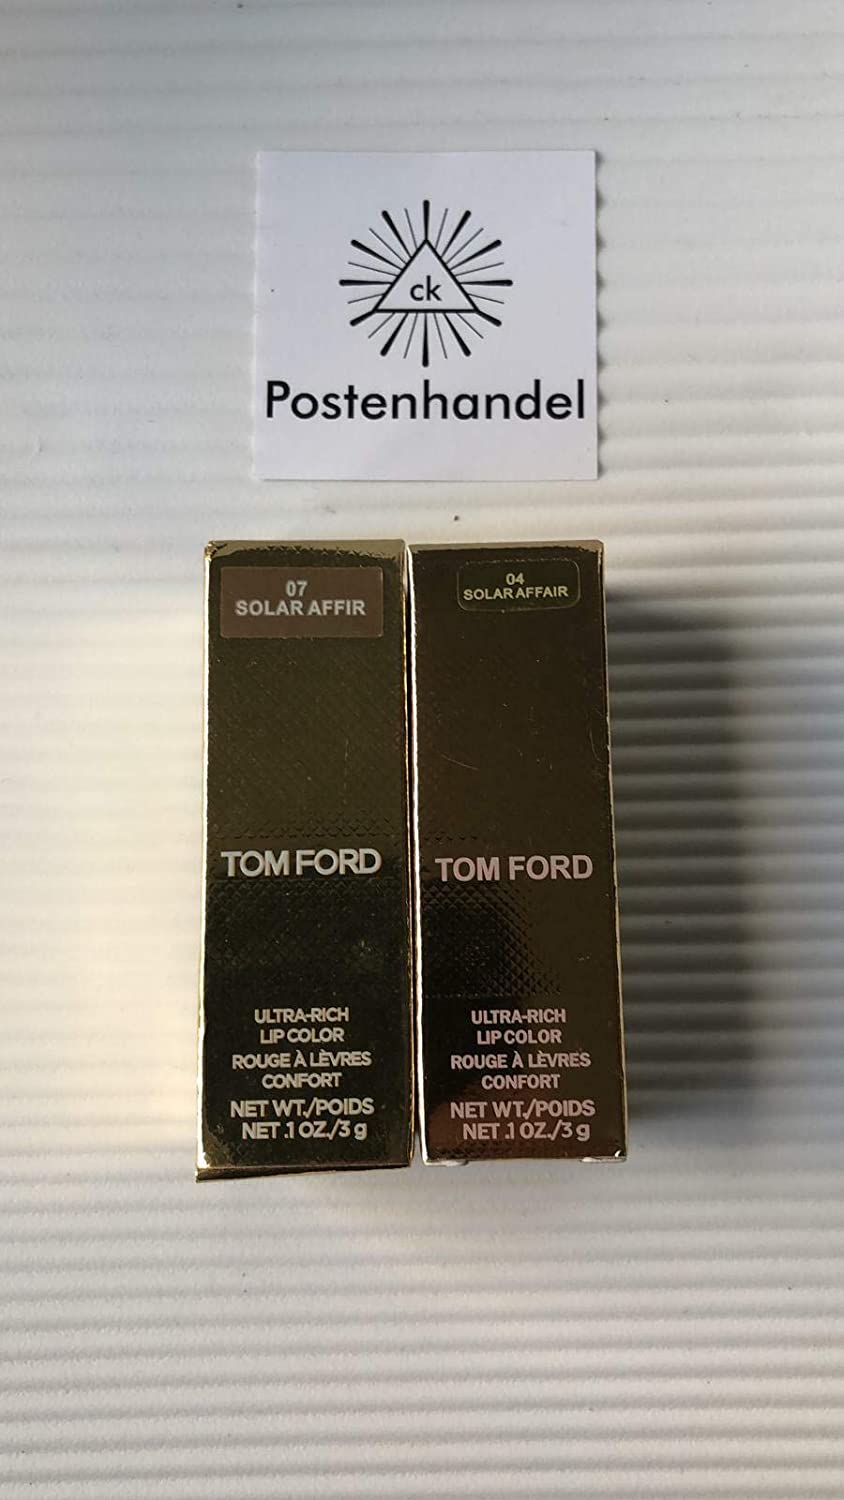 ck
Postenhandel
07
SOLAR AFFIR
TOM FORD
ULTRA-RICH
LIP COLOR
ROUGE À LÈVRES
CONFORT
NET WT./POIDS
NET .1 OZ./3 g
04
SOLAR AFFAIR
TOM FORD
ULTRA-RICH
LIP COLOR
ROUGE À LÈVRES
CONFORT
NET WT./POIDS
NET .1 OZ./3 g